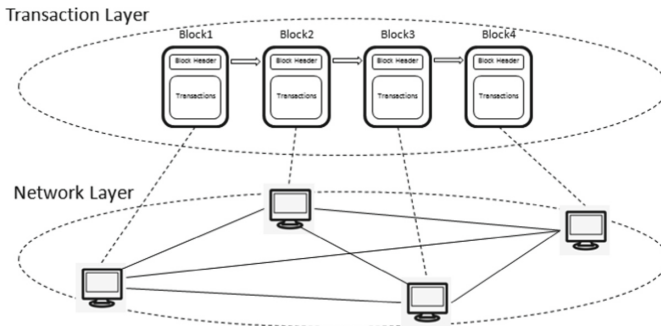 Transaction Layer
Block1 Block2 Block3 Block4
Block Header Block Header Block Header Block Header
Transactions Transactions Transactions Transactions
Network Layer